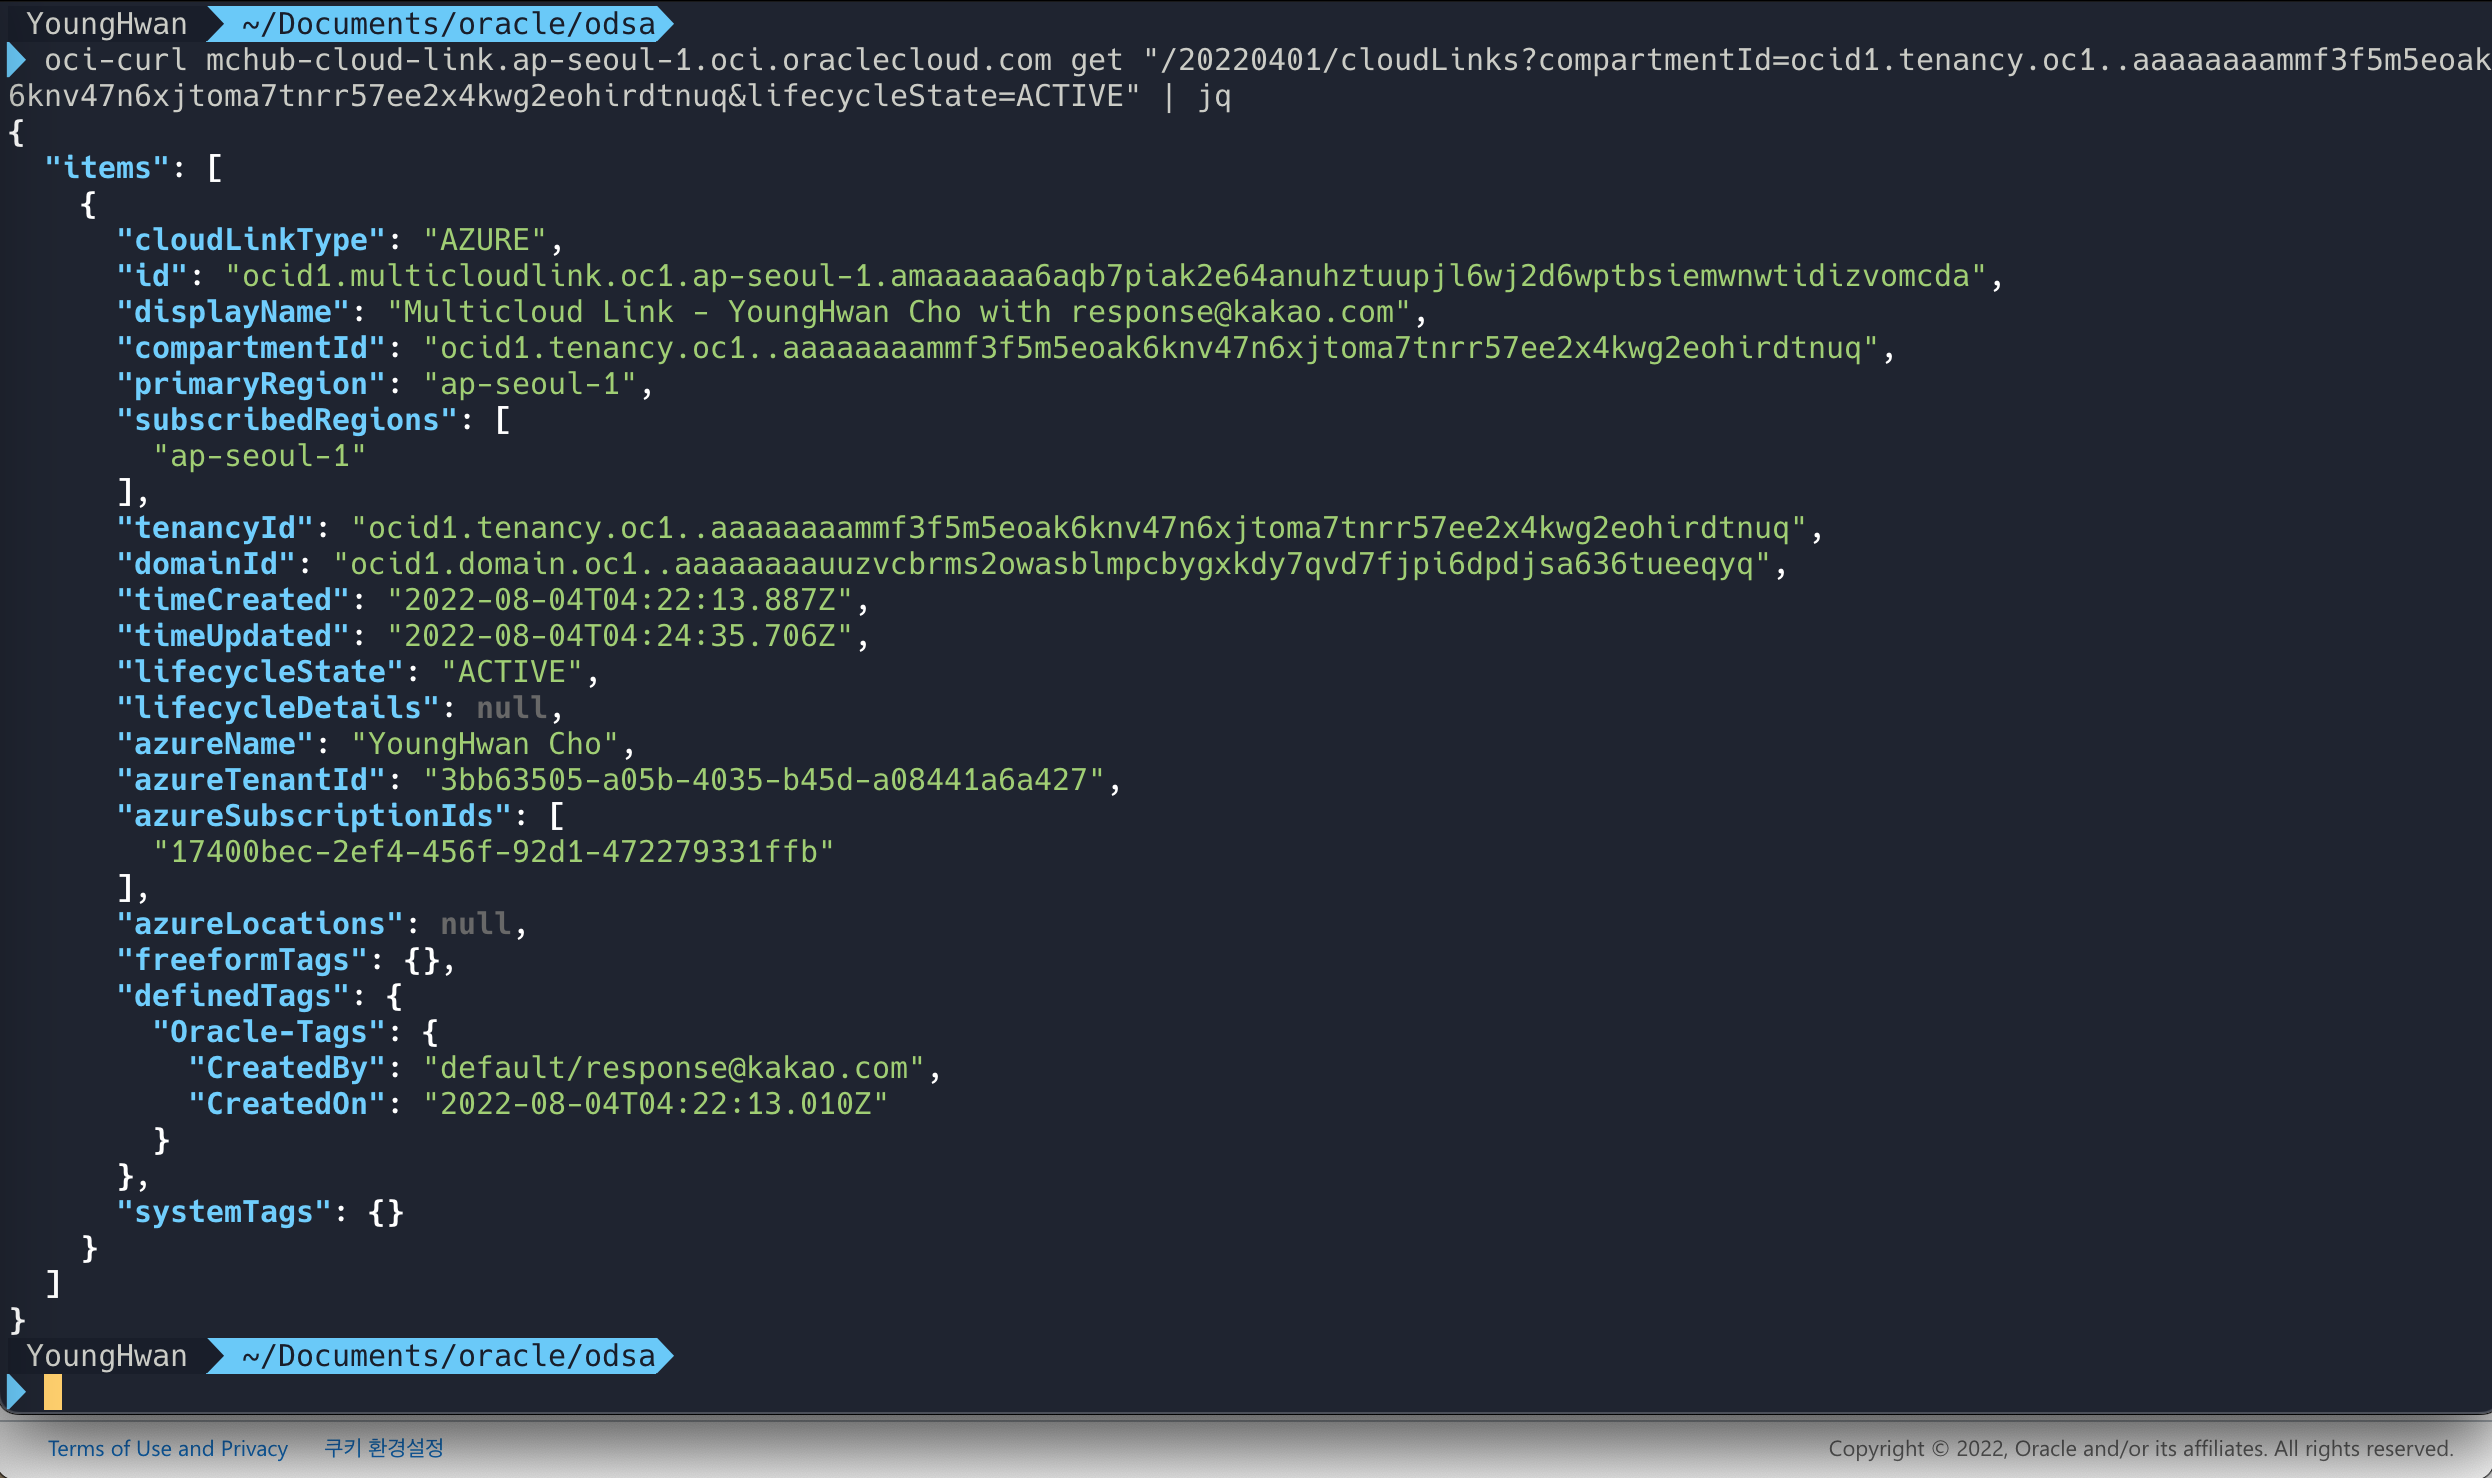 YoungHwan ~/Documents/oracle/odsa
oci-curl mchub-cloud-link.ap-seoul-1.oci.oraclecloud.com get "/20220401/cloudLinks?compartmentId=ocid1.tenancy.oc1..aaaaaaaammf3f5m5eoak
6knv47n6xjtoma7tnrr57ee2x4kwg2eohirdtnuq&lifecycleState=ACTIVE" | jq
{
  "items": [
    {
      "cloudLinkType": "AZURE",
      "id": "ocid1.multicloudlink.oc1.ap-seoul-1.amaaaaaa6aqb7piak2e64anuhztuupjl6wj2d6wptbsiemwnwtidizvomcda",
      "displayName": "Multicloud Link - YoungHwan Cho with response@kakao.com",
      "compartmentId": "ocid1.tenancy.oc1..aaaaaaaammf3f5m5eoak6knv47n6xjtoma7tnrr57ee2x4kwg2eohirdtnuq",
      "primaryRegion": "ap-seoul-1",
      "subscribedRegions": [
        "ap-seoul-1"
      ],
      "tenancyId": "ocid1.tenancy.oc1..aaaaaaaammf3f5m5eoak6knv47n6xjtoma7tnrr57ee2x4kwg2eohirdtnuq",
      "domainId": "ocid1.domain.oc1..aaaaaaaauuzvcbrms2owasblmpcbygxkdy7qvd7fjpi6dpdjsa636tueeqyq",
      "timeCreated": "2022-08-04T04:22:13.887Z",
      "timeUpdated": "2022-08-04T04:24:35.706Z",
      "lifecycleState": "ACTIVE",
      "lifecycleDetails": null,
      "azureName": "YoungHwan Cho",
      "azureTenantId": "3bb63505-a05b-4035-b45d-a08441a6a427",
      "azureSubscriptionIds": [
        "17400bec-2ef4-456f-92d1-472279331ffb"
      ],
      "azureLocations": null,
      "freeformTags": {},
      "definedTags": {
        "Oracle-Tags": {
          "CreatedBy": "default/response@kakao.com",
          "CreatedOn": "2022-08-04T04:22:13.010Z"
        }
      },
      "systemTags": {}
    }
  ]
}
YoungHwan ~/Documents/oracle/odsa
Terms of Use and Privacy 쿠키 환경설정 Copyright © 2022, Oracle and/or its affiliates. All rights reserved.